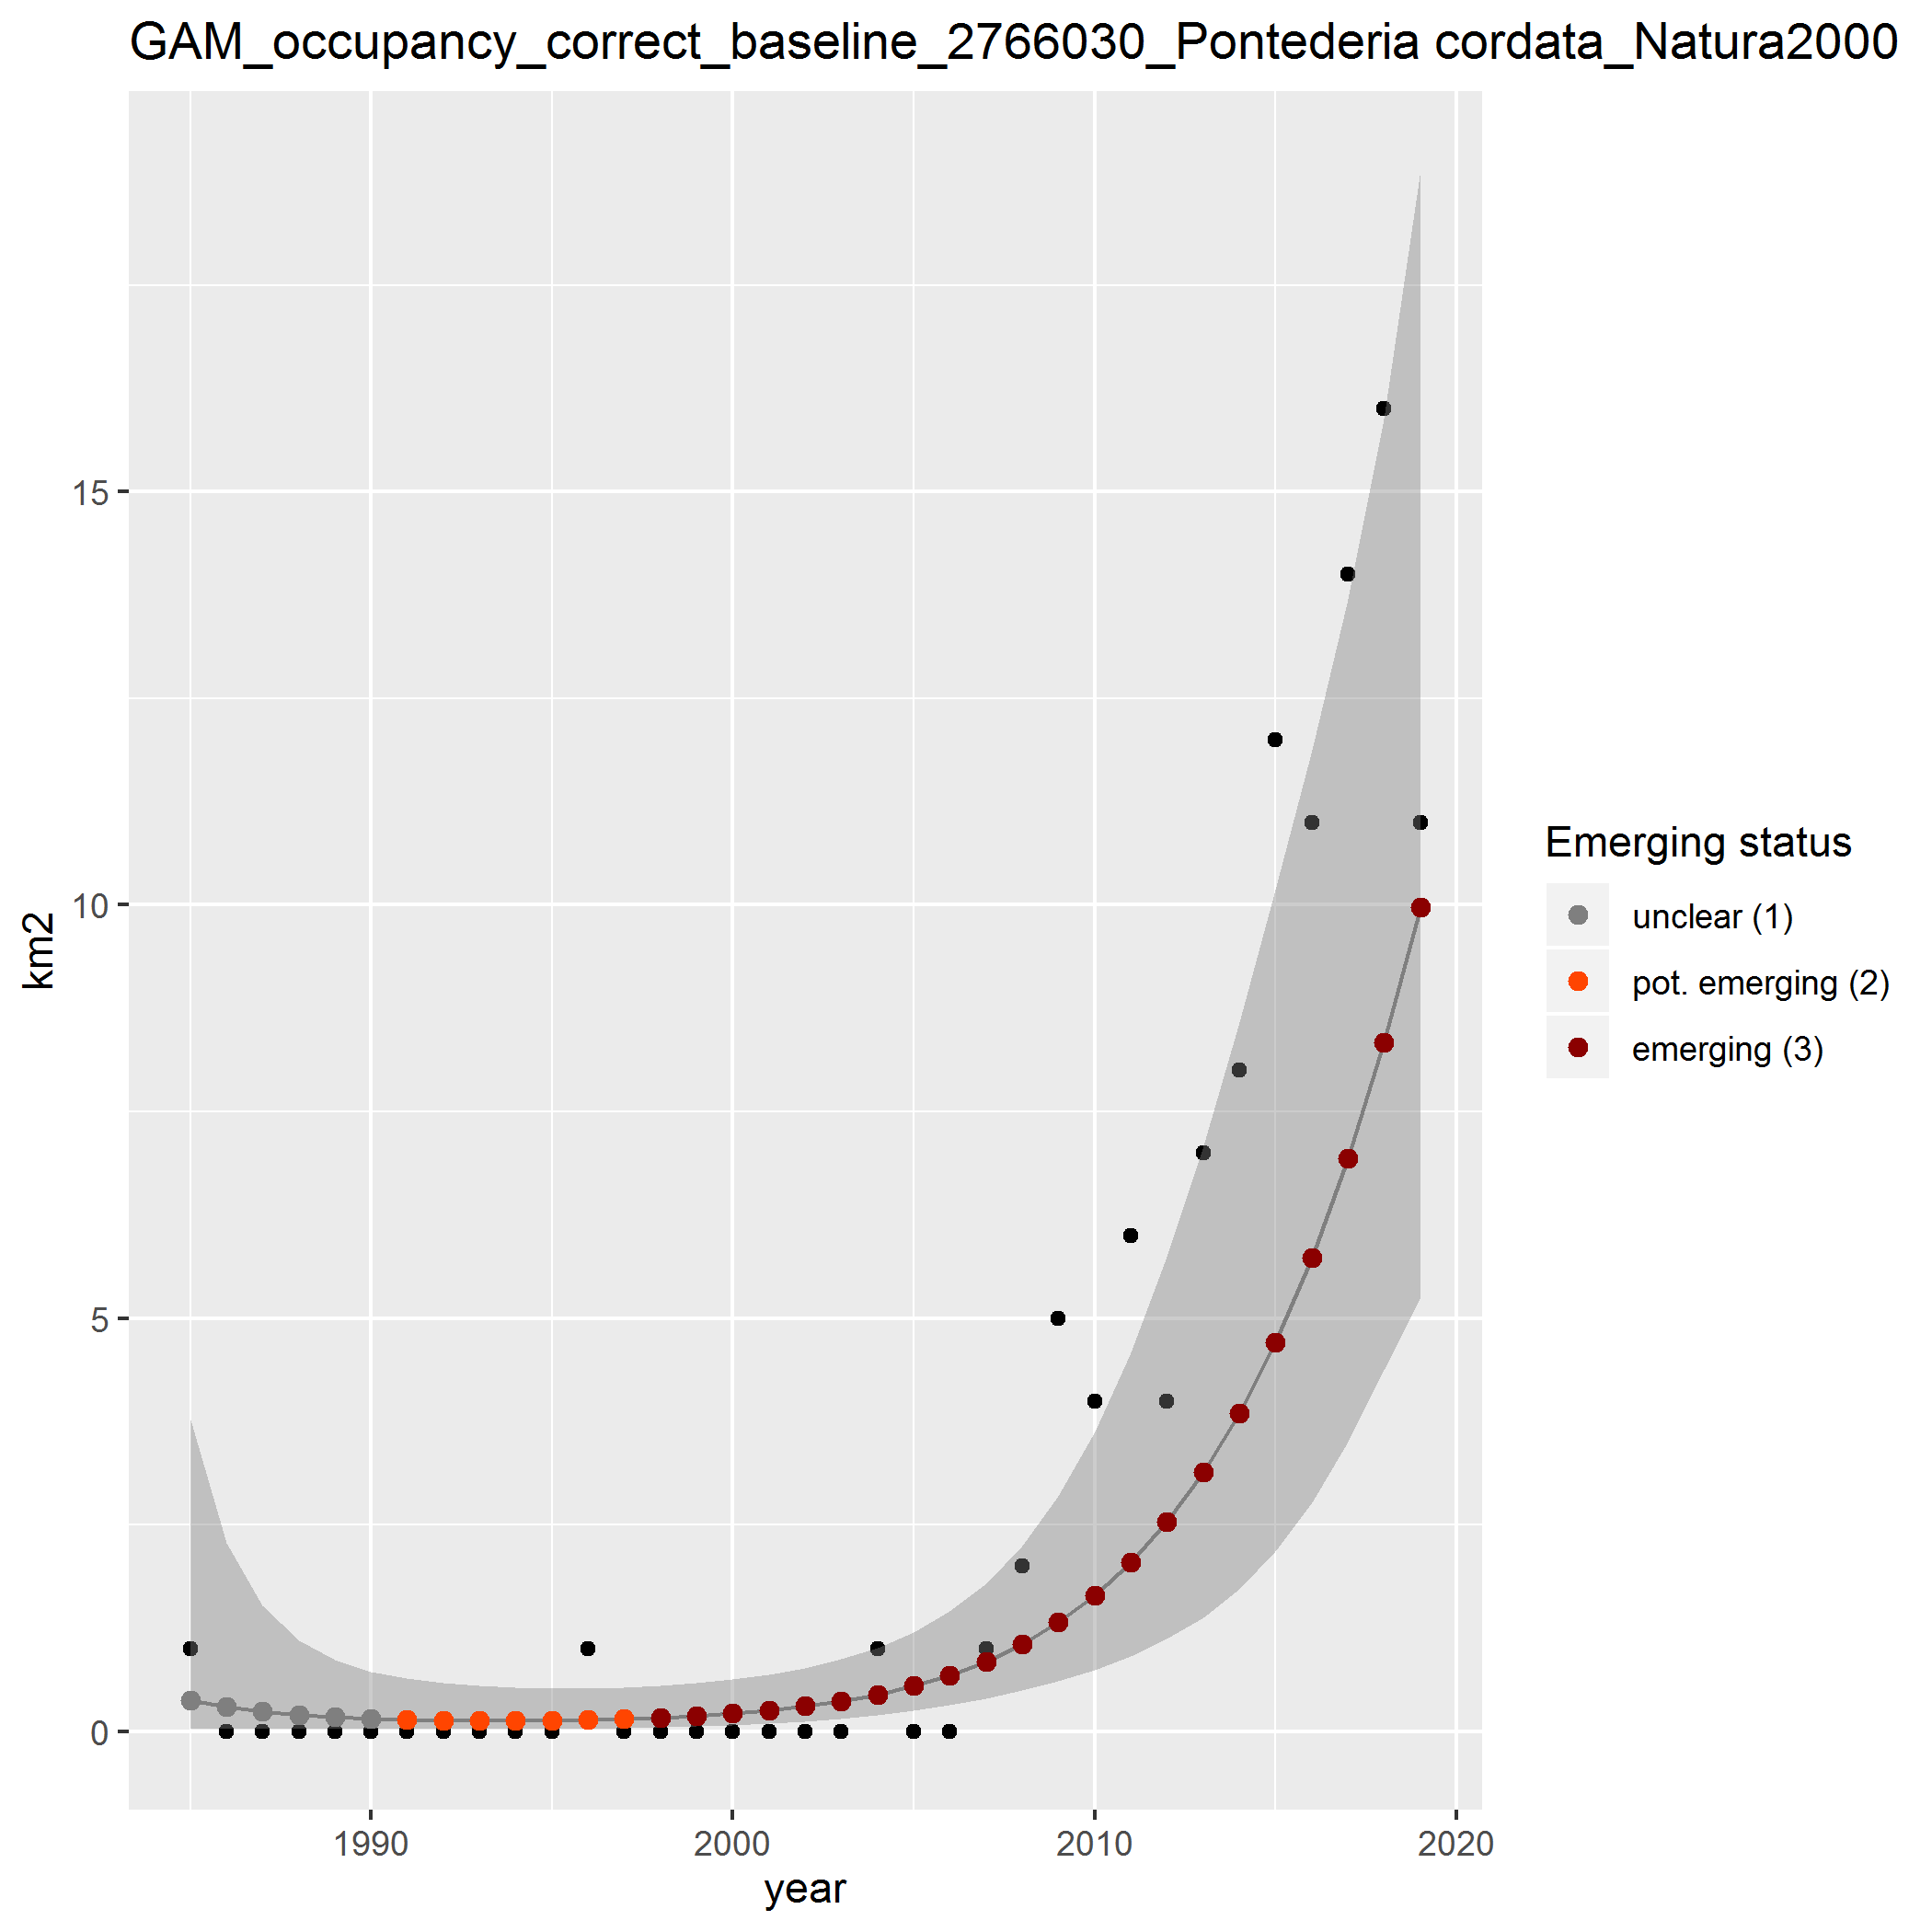 GAM_occupancy_correct_baseline_2766030_Pontederia cordata_Natura2000
15
10
5
0
km2
1990 2000 2010 2020
year
Emerging status
unclear (1)
pot. emerging (2)
emerging (3)